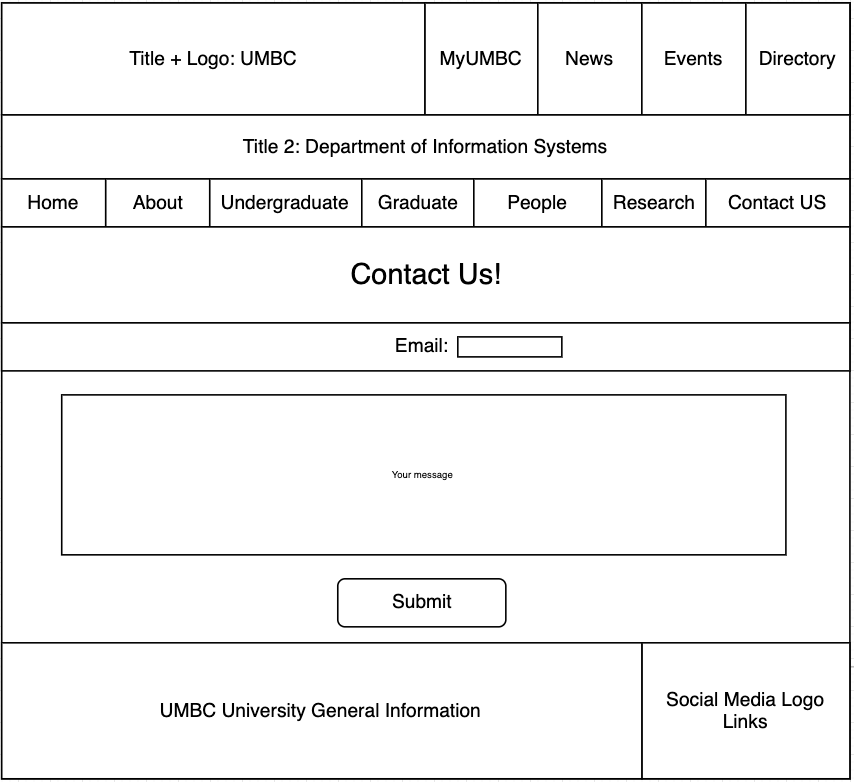 Title + Logo: UMBC
MyUMBC
News
Events
Directory
Title 2: Department of Information Systems
Home
About
Undergraduate
Graduate
People
Research
Contact US
Contact Us!
Email:
Your message
Submit
UMBC University General Information
Social Media Logo
Links